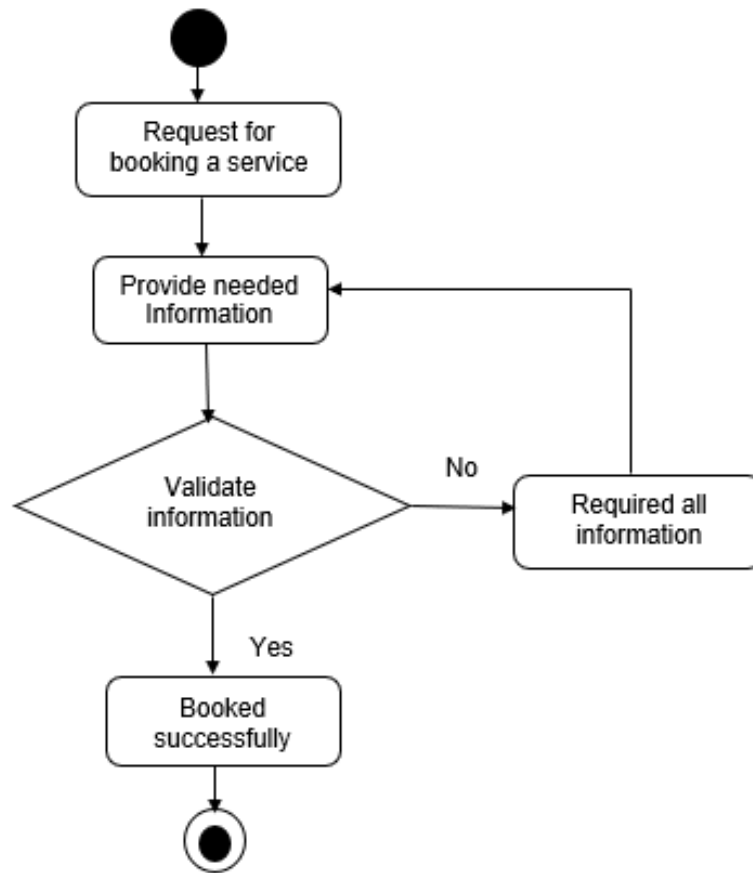 Request for
booking a service
Provide needed
Information
Validate
information
No
Required all
information
Yes
Booked
successfully